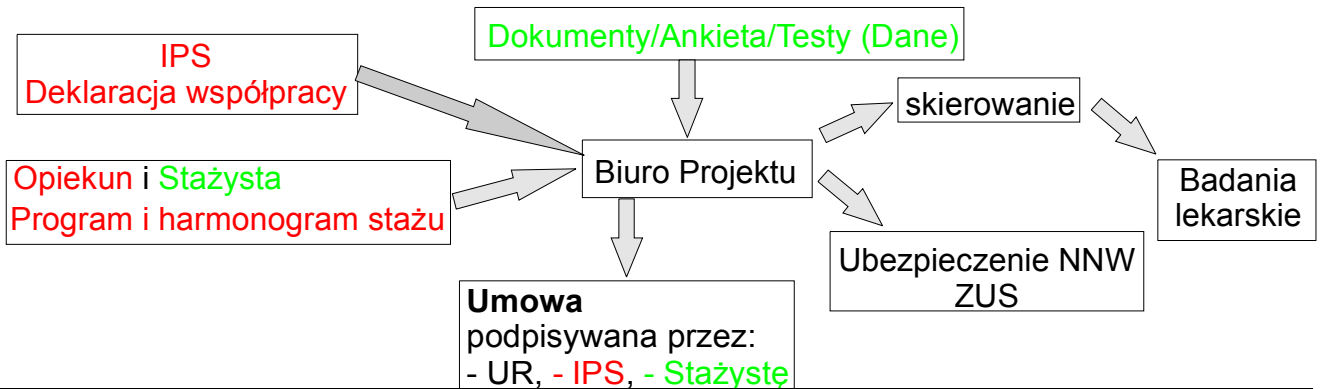 Dokumenty/Ankieta/Testy (Dane)
IPS
Deklaracja współpracy
skierowanie
Biuro Projektu
Opiekun i Stażysta
Program i harmonogram stażu
Badania
lekarskie
Ubezpieczenie NNW
ZUS
Umowa
podpisywana przez:
- UR, - IPS, - Stażystę